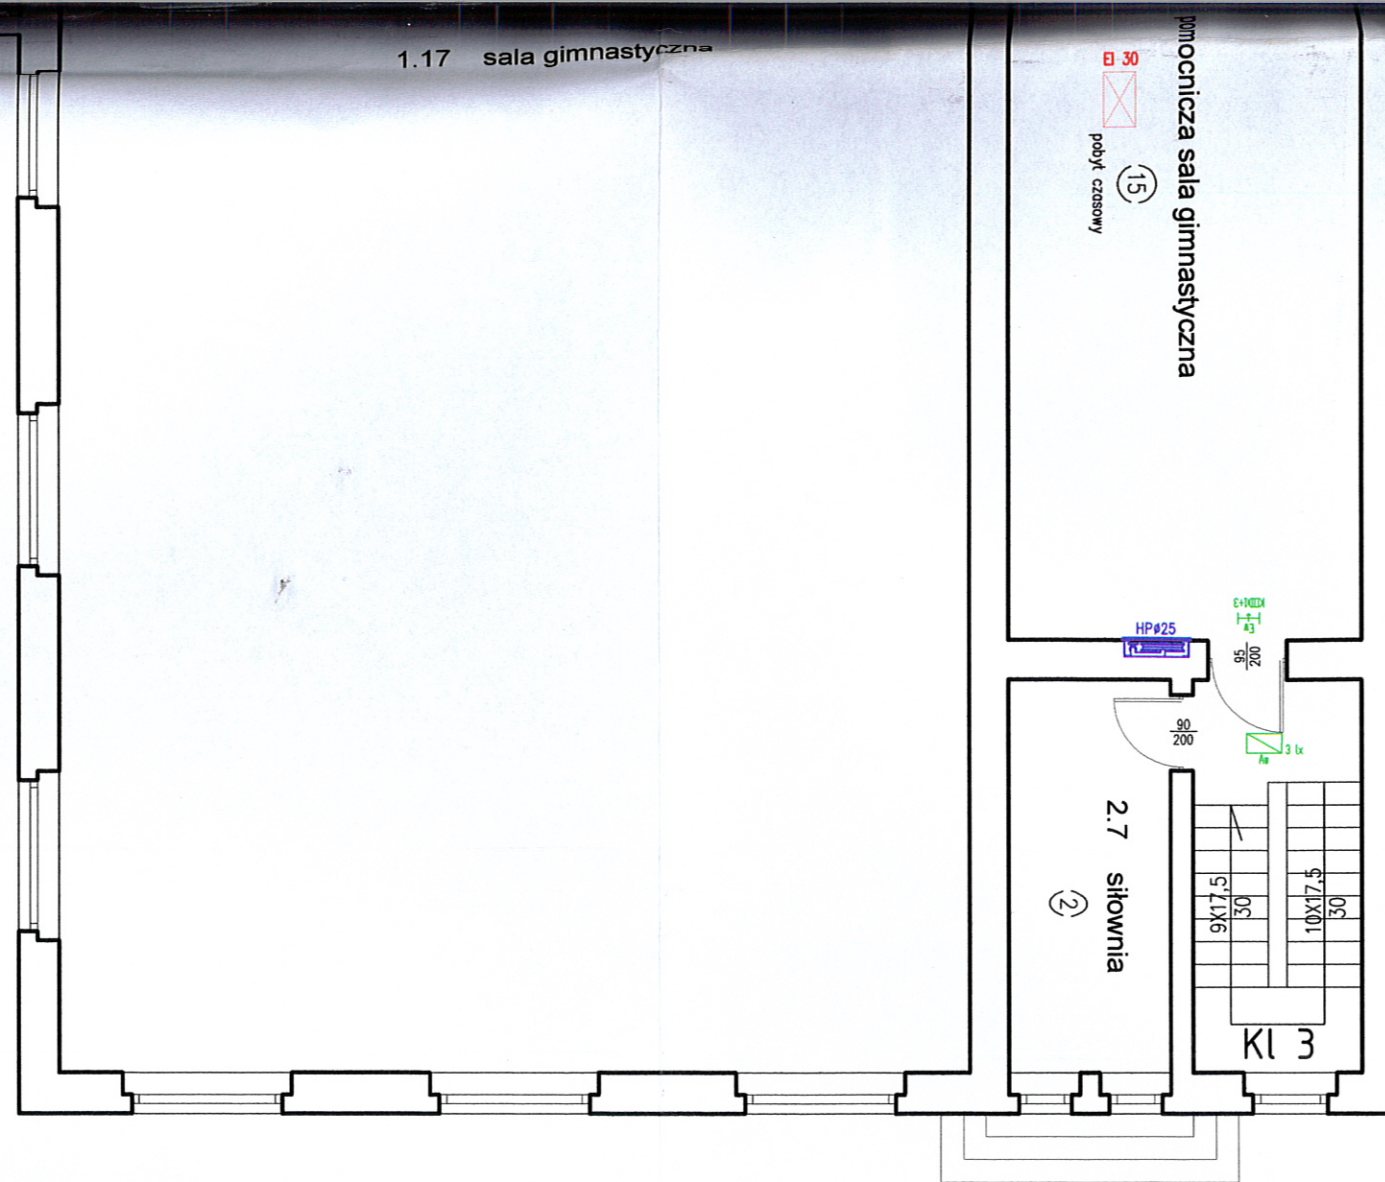 1.17 sala gimnastyczna
EI 30
pomocnicza sala gimnastyczna
15
pobyt czasowy
HPø25
95
200
90
200
3 lx
2.7 siłownia
2
9X17,5
30
10X17,5
30
Kl 3